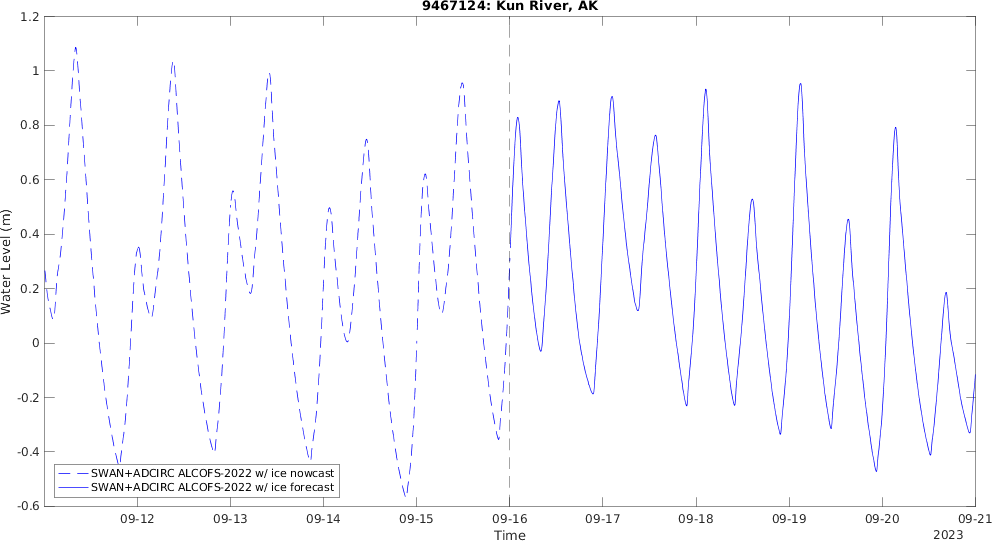 9467124: Kun River, AK
1.2
1
0.8
0.6
0.4
0.2
0
-0.2
-0.4
-0.6
Water Level (m)
SWAN+ADCIRC ALCOFS-2022 w/ ice nowcast
SWAN+ADCIRC ALCOFS-2022 w/ ice forecast
09-12 09-13 09-14 09-15 09-16 09-17 09-18 09-19 09-20 09-21
Time
2023